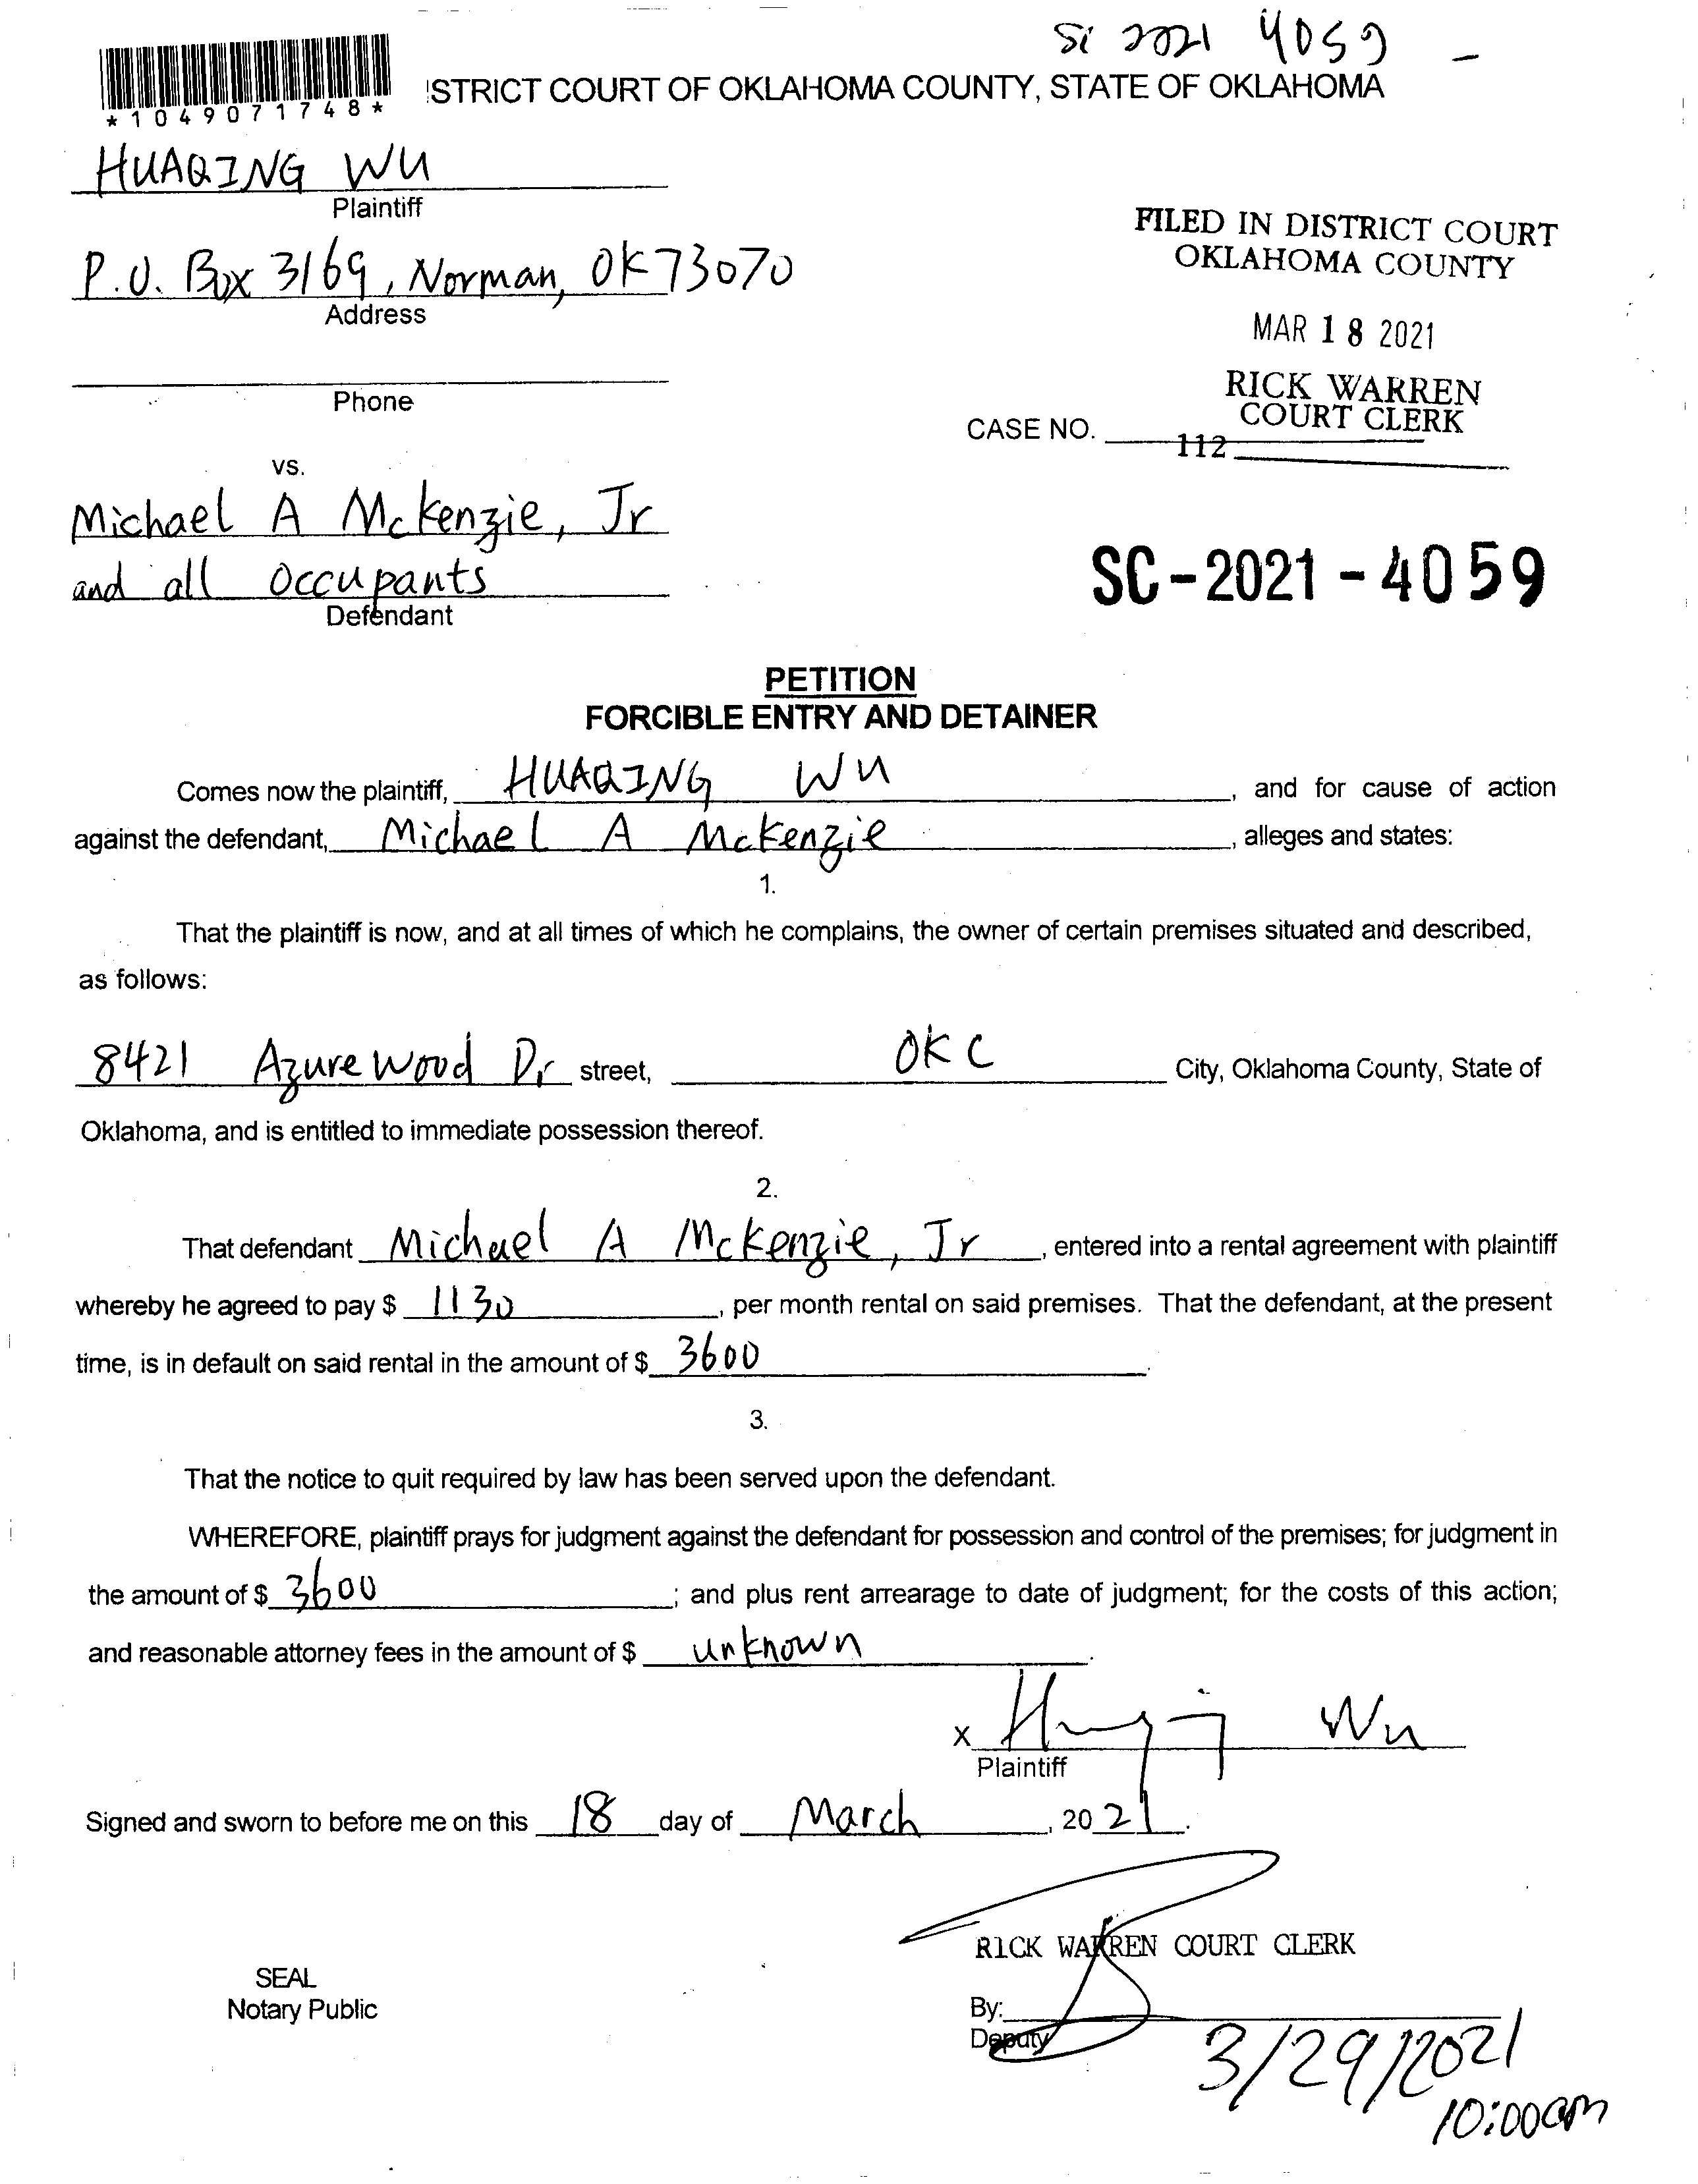 2021 4059
STRICT COURT OF OKLAHOMA COUNTY, STATE OF OKLAHOMA
*1049071748*
HUAQING WU
Plaintiff
P.O. Box 3169, Norman, OK 73070
Address
Phone
FILED IN DISTRICT COURT
OKLAHOMA COUNTY
MAR 18 2021
RICK WARREN
COURT CLERK
CASE NO.
112
vs.
Michael A McKenzie, Jr
and all Occupants
Defendant
SC-2021-4059
PETITION
FORCIBLE ENTRY AND DETAINER
Comes now the plaintiff, HUAQING WU, and for cause of action
against the defendant, Michael A McKenzie, alleges and states:
1.
That the plaintiff is now, and at all times of which he complains, the owner of certain premises situated and described,
as follows:
8421 Azurewood Dr street, OKC City, Oklahoma County, State of
Oklahoma, and is entitled to immediate possession thereof.
2.
That defendant Michael A McKenzie, Jr, entered into a rental agreement with plaintiff
whereby he agreed to pay $ 1130, per month rental on said premises. That the defendant, at the present
time, is in default on said rental in the amount of $ 3600.
3.
That the notice to quit required by law has been served upon the defendant.
WHEREFORE, plaintiff prays for judgment against the defendant for possession and control of the premises; for judgment in
the amount of $ 3600; and plus rent arrearage to date of judgment; for the costs of this action;
and reasonable attorney fees in the amount of $ unknown.
x Huaqing Wu
Plaintiff
Signed and sworn to before me on this 18 day of March, 2021.
RICK WARREN COURT CLERK
SEAL
Notary Public
By:
Deputy
3/29/2021
10:00am